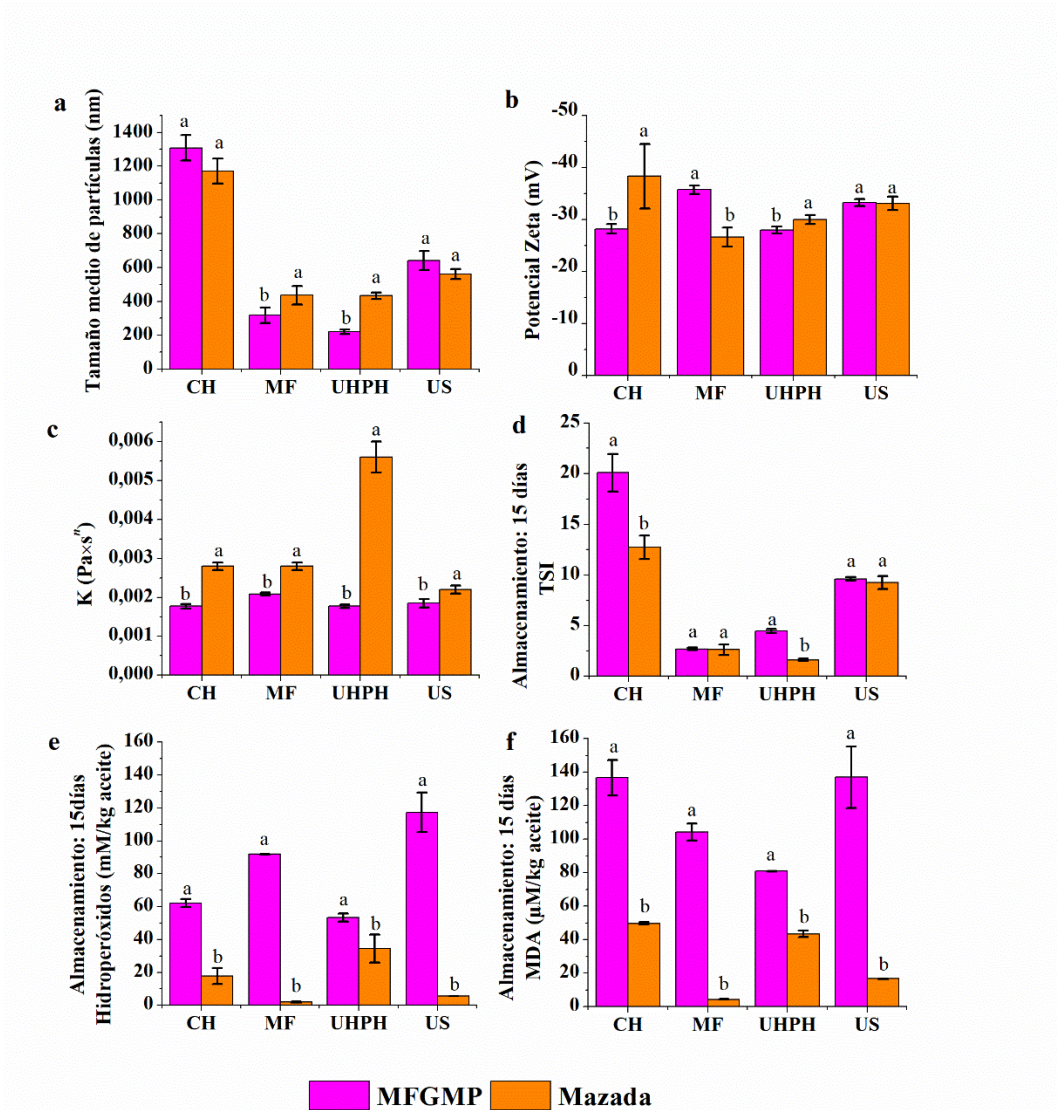 a
Tamaño medio de partículas (nm)
1400
1200
1000
800
600
400
200
0
a a
b a
b a
a a
CH MF UHPH US
b
Potencial Zeta (mV)
-50
-40
-30
-20
-10
0
b a
a b
b a
a a
CH MF UHPH US
c
K (Pa×sⁿ)
0,006
0,005
0,004
0,003
0,002
0,001
0,000
b a
b a
b a
b a
CH MF UHPH US
d
Almacenamiento: 15 días
TSI
25
20
15
10
5
0
a b
a a
a b
a a
CH MF UHPH US
e
Almacenamiento: 15días
Hidroperóxidos (mM/kg aceite)
160
140
120
100
80
60
40
20
0
a b
a b
a b
a b
CH MF UHPH US
f
Almacenamiento: 15 días
MDA (µM/kg aceite)
160
140
120
100
80
60
40
20
0
a b
a b
a b
a b
CH MF UHPH US
MFGMP Mazada